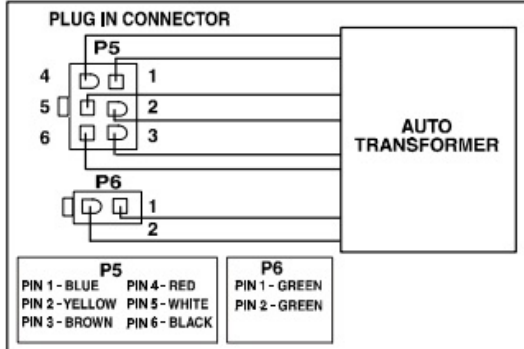 PLUG IN CONNECTOR
P5
4 1
5 2
6 3
AUTO
TRANSFORMER
P6
1
2
P5
PIN 1 - BLUE PIN 4 - RED
PIN 2 - YELLOW PIN 5 - WHITE
PIN 3 - BROWN PIN 6 - BLACK
P6
PIN 1 - GREEN
PIN 2 - GREEN